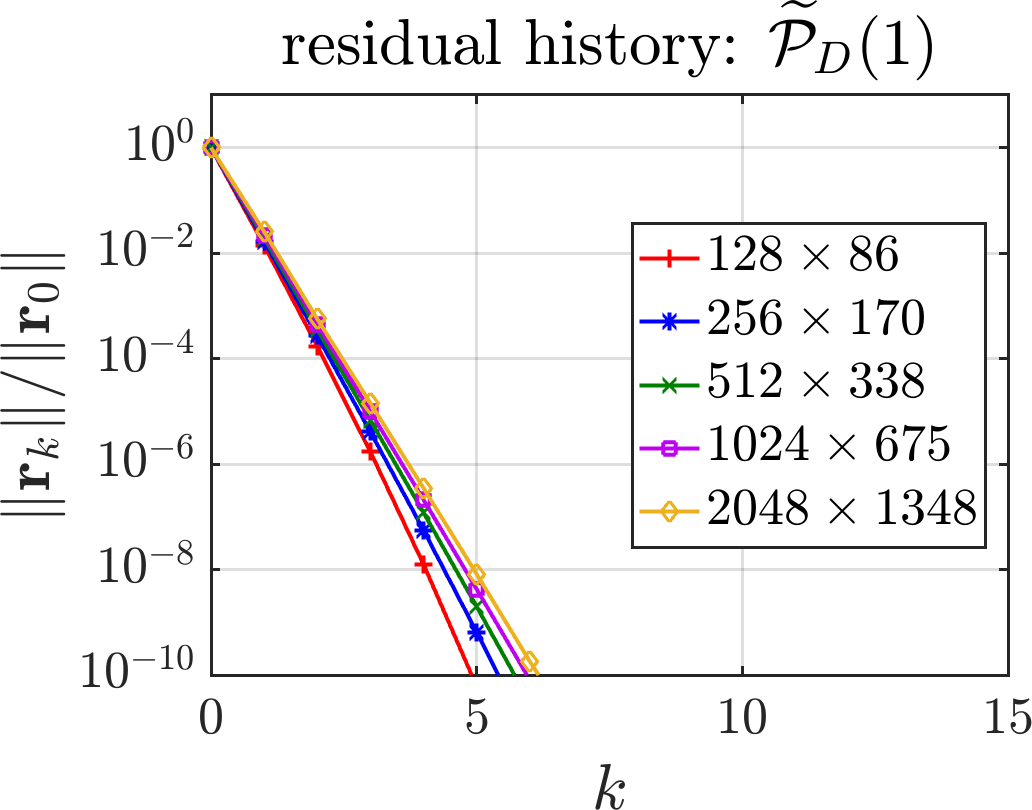 residual history: $\widetilde{\mathcal{P}}_D(1)$
$\|\mathbf{r}_k\|/\|\mathbf{r}_0\|$
$10^{0}$
$10^{-2}$
$10^{-4}$
$10^{-6}$
$10^{-8}$
$10^{-10}$
128 × 86
256 × 170
512 × 338
1024 × 675
2048 × 1348
0 5 10 15
$k$